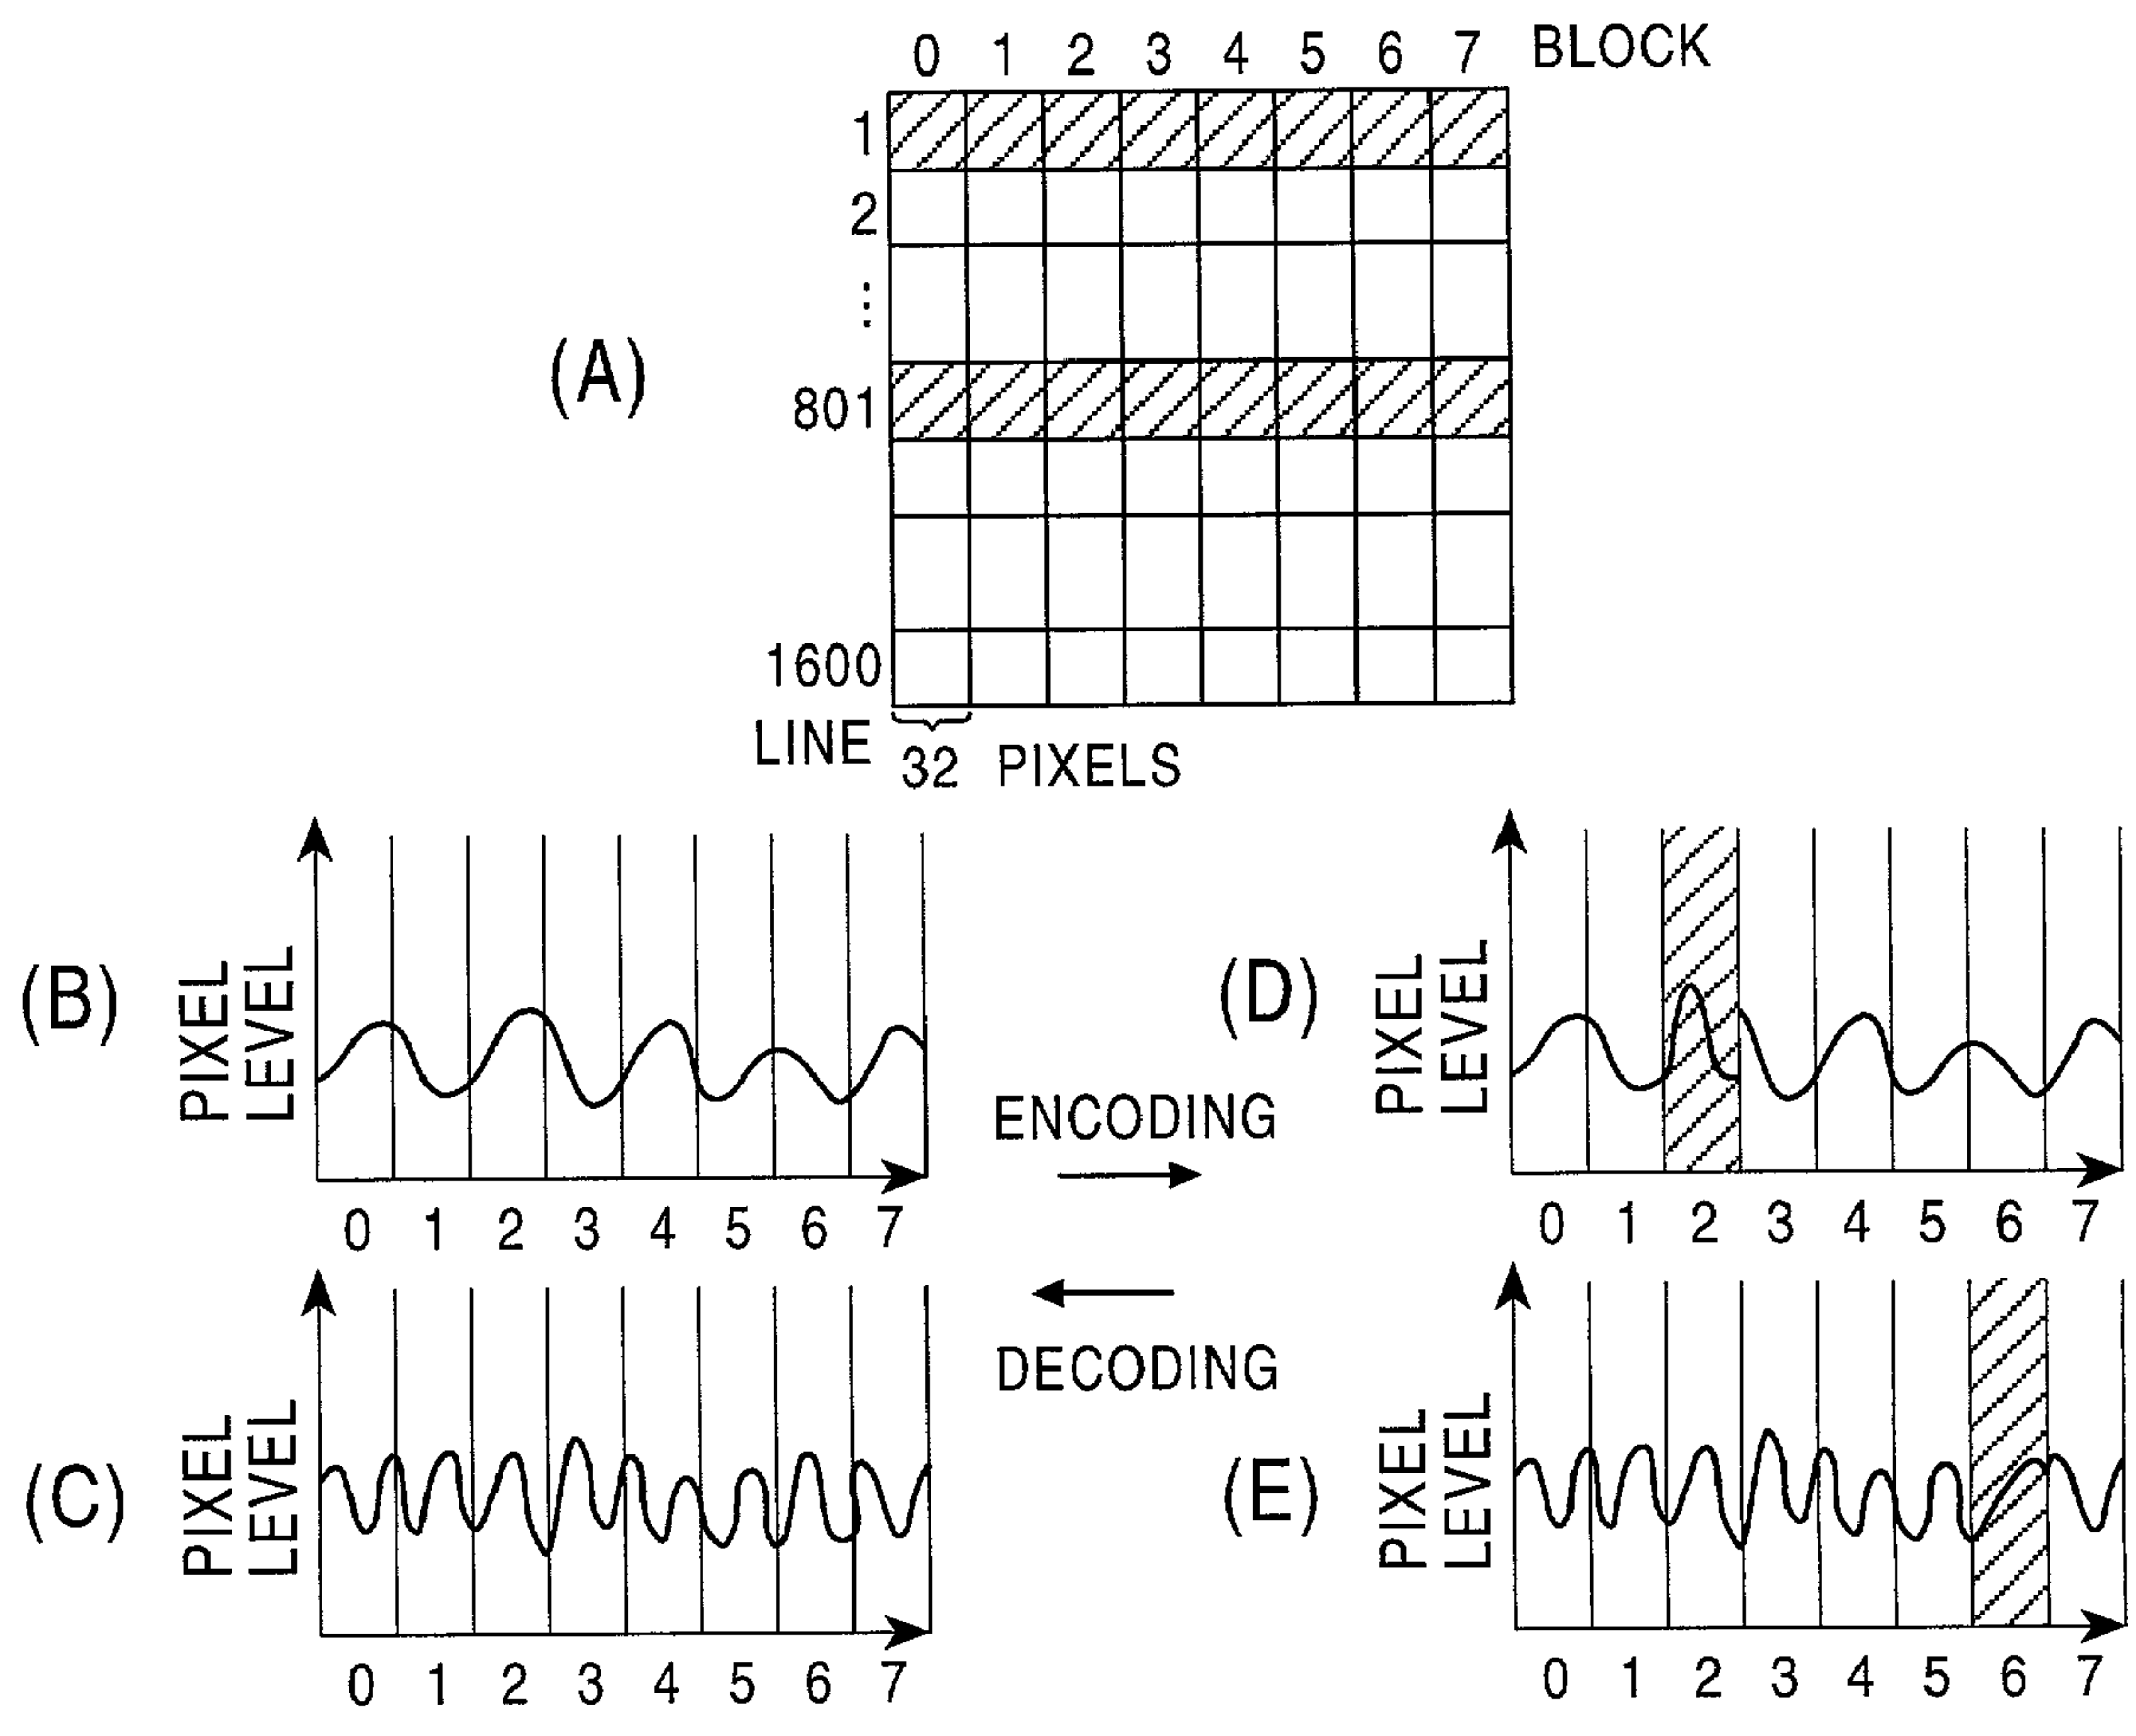 0 1 2 3 4 5 6 7 BLOCK
1
2
⋮
(A)
801
1600
LINE
32 PIXELS
(B)
PIXEL
LEVEL
0 1 2 3 4 5 6 7
ENCODING
(D)
PIXEL
LEVEL
0 1 2 3 4 5 6 7
DECODING
(C)
PIXEL
LEVEL
0 1 2 3 4 5 6 7
(E)
PIXEL
LEVEL
0 1 2 3 4 5 6 7